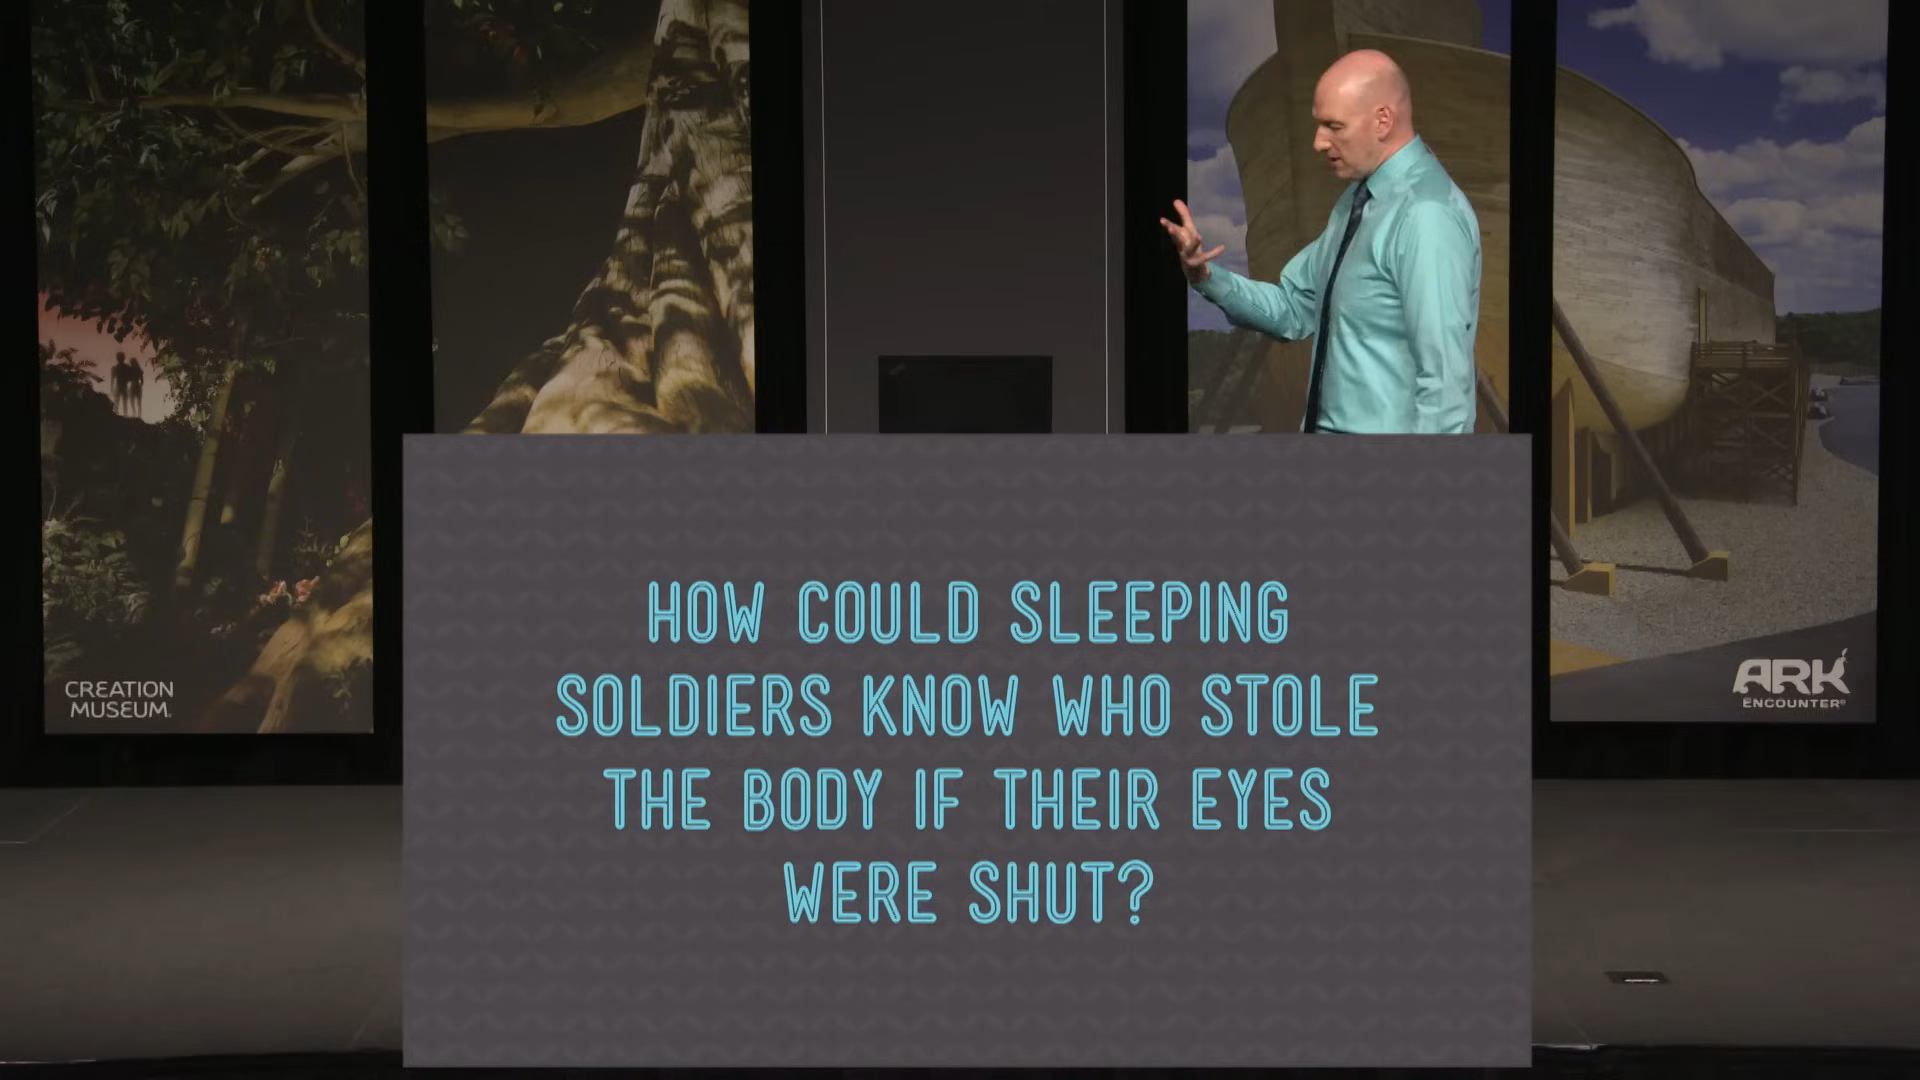 HOW COULD SLEEPING
SOLDIERS KNOW WHO STOLE
THE BODY IF THEIR EYES
WERE SHUT?
CREATION
MUSEUM
ARK
ENCOUNTER